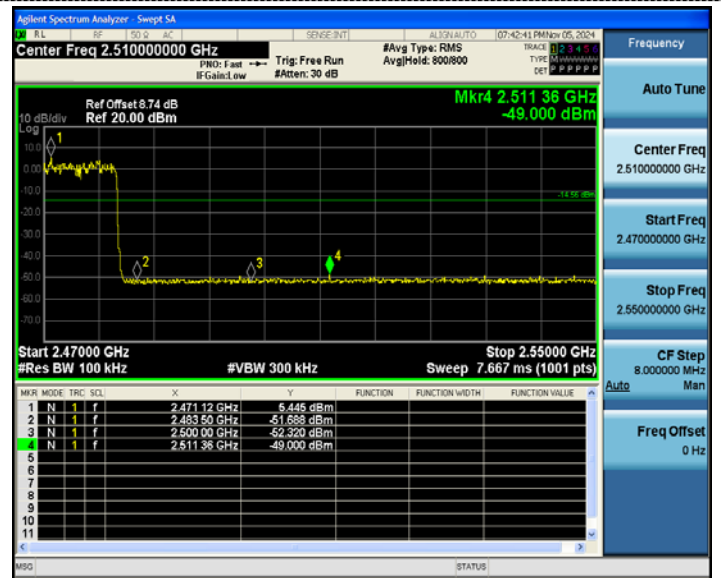 Agilent Spectrum Analyzer - Swept SA
RL RF 50 Ω AC SENSE:INT ALIGN AUTO 07:42:41 PM Nov 05, 2024
Center Freq 2.510000000 GHz
PNO: Fast
IFGain:Low
Trig: Free Run
#Atten: 30 dB
#Avg Type: RMS
Avg|Hold: 800/800
TRACE 1 2 3 4 5 6
TYPE M
DET P P P P P P
Ref Offset 8.74 dB
10 dB/div Ref 20.00 dBm
Log
Mkr4 2.511 36 GHz
-49.000 dBm
10.0
0.00
-10.0
-20.0
-30.0
-40.0
-50.0
-60.0
-70.0
-14.56 dBm
1
2
3
4
Start 2.47000 GHz Stop 2.55000 GHz
#Res BW 100 kHz #VBW 300 kHz Sweep 7.667 ms (1001 pts)
MKR MODE TRC SCL X Y FUNCTION FUNCTION WIDTH FUNCTION VALUE
1 N 1 f 2.471 12 GHz 5.445 dBm
2 N 1 f 2.483 50 GHz -51.688 dBm
3 N 1 f 2.500 00 GHz -52.320 dBm
4 N 1 f 2.511 36 GHz -49.000 dBm
5
6
7
8
9
10
11
MSG STATUS
Frequency
Auto Tune
Center Freq
2.510000000 GHz
Start Freq
2.470000000 GHz
Stop Freq
2.550000000 GHz
CF Step
8.000000 MHz
Auto Man
Freq Offset
0 Hz